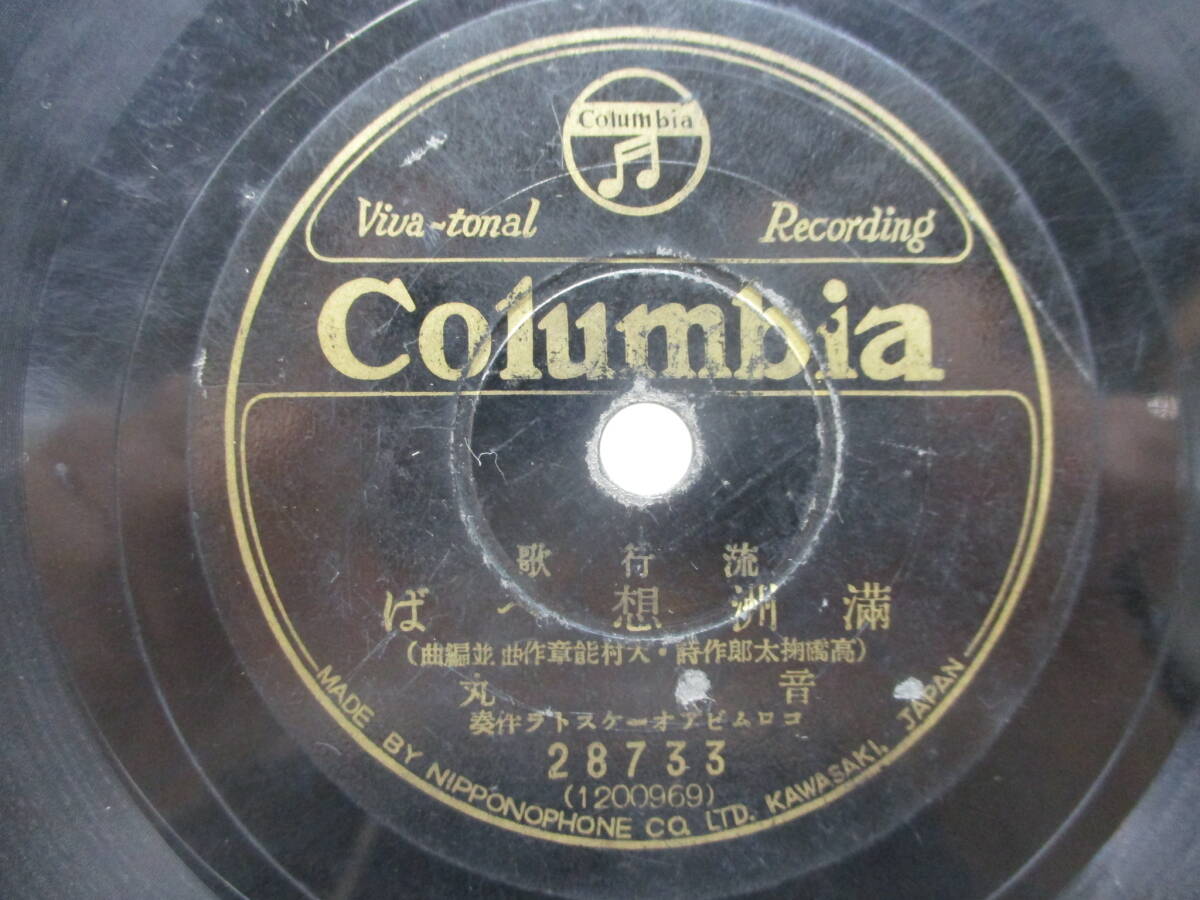 Columbia
Viva-tonal Recording
Columbia
流行歌
滿洲想へば
(高橋掬太郎作詩・大村能章作曲並編曲)
音丸
コロムビアオーケストラ伴奏
28733
(1200969)
MADE BY NIPPONOPHONE CO. LTD. KAWASAKI, JAPAN